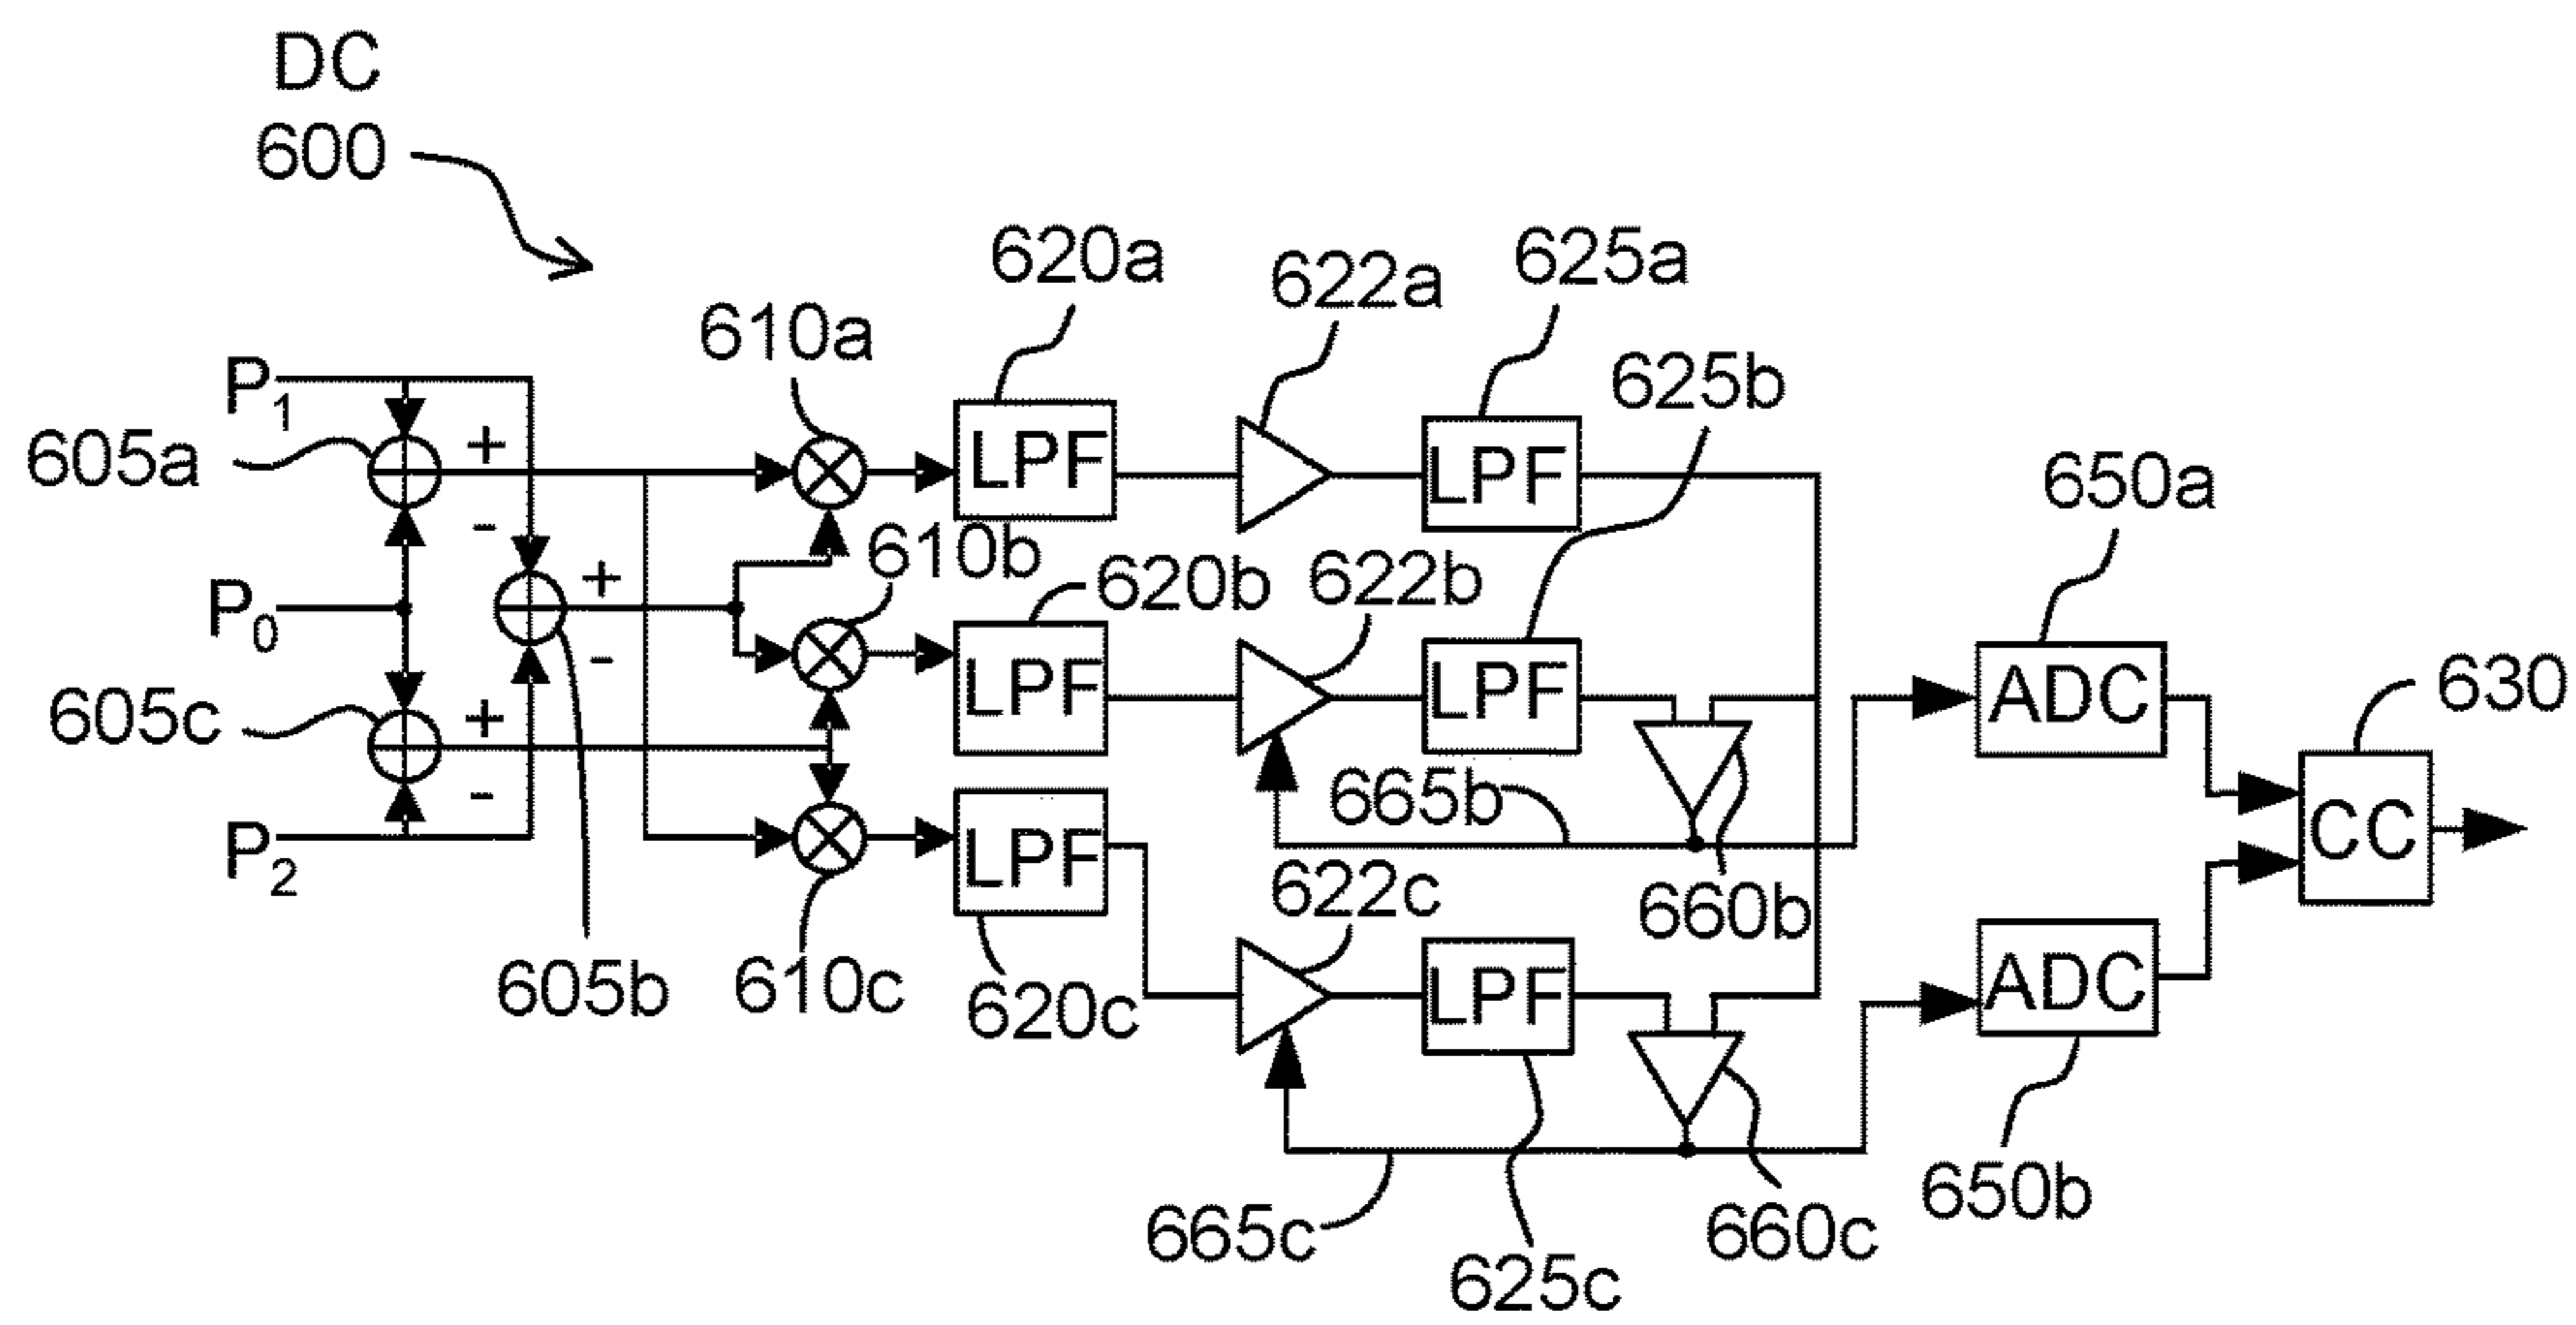 DC
600
620a
622a
625a
610a
625b
P1
605a
+
-
650a
610b
620b
622b
LPF
LPF
P0
+
-
LPF
LPF
ADC
630
605c
+
-
665b
CC
P2
LPF
622c
660b
605b
610c
620c
LPF
ADC
665c
625c
660c
650b